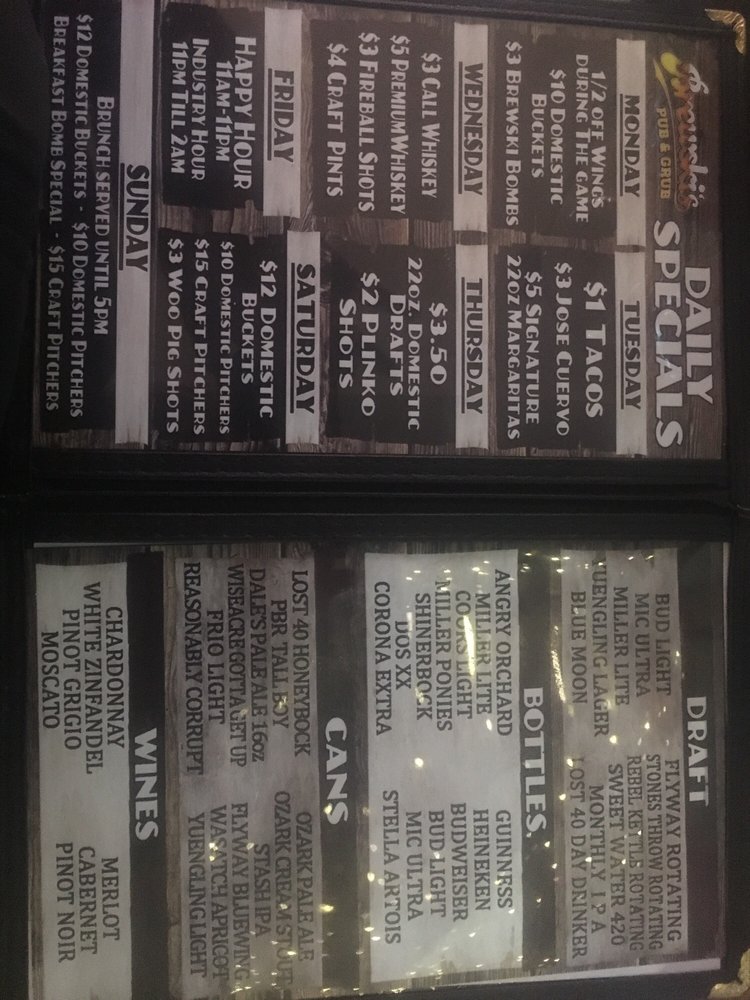 Brewski's
PUB & GRUB
DAILY
SPECIALS
MONDAY
1/2 OFF WINGS
DURING THE GAME
$10 DOMESTIC
BUCKETS
$3 BREWSKI BOMBS
TUESDAY
$1 TACOS
$3 JOSE CUERVO
$5 SIGNATURE
22OZ MARGARITAS
WEDNESDAY
$3 CALL WHISKEY
$5 PREMIUM WHISKEY
$3 FIREBALL SHOTS
$4 CRAFT PINTS
THURSDAY
$3.50
22OZ. DOMESTIC
DRAFTS
$2 PLINKO
SHOTS
FRIDAY
HAPPY HOUR
11AM-11PM
INDUSTRY HOUR
11PM TILL 2AM
SATURDAY
$12 DOMESTIC
BUCKETS
$10 DOMESTIC PITCHERS
$15 CRAFT PITCHERS
$3 WOO PIG SHOTS
SUNDAY
BRUNCH SERVED UNTIL 5PM
$12 DOMESTIC BUCKETS - $10 DOMESTIC PITCHERS
BREAKFAST BOMB SPECIAL - $15 CRAFT PITCHERS
DRAFT
BUD LIGHT
MIC ULTRA
MILLER LITE
YUENGLING LAGER
BLUE MOON
FLYWAY ROTATING
STONES THROW ROTATING
REBEL KETTLE ROTATING
SWEET WATER 420
MONTHLY I P A
LOST 40 DAY DRINKER
BOTTLES.
ANGRY ORCHARD
MILLER LITE
COORS LIGHT
MILLER PONIES
SHINERBOCK
DOS XX
CORONA EXTRA
GUINNESS
HEINEKEN
BUDWEISER
BUD LIGHT
MIC ULTRA
STELLA ARTOIS
CANS
LOST 40 HONEYBOCK
PBR TALL BOY
DALE'S PALE ALE 16oz
WISEACRE GOTTA GET UP
FRIO LIGHT
REASONABLY CORRUPT
OZARK PALE ALE
OZARK CREAM STOUT
STASH IPA
FLYWAY BLUEWING
WASATCH APRICOT
YUENGLING LIGHT
WINES
CHARDONNAY
WHITE ZINFANDEL
PINOT GRIGIO
MOSCATO
MERLOT
CABERNET
PINOT NOIR